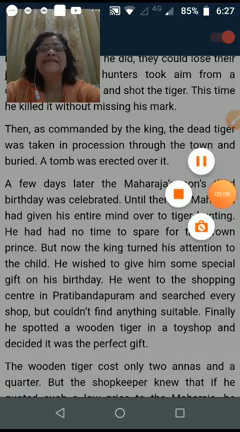 4G 85% 6:27
he did, they could lose their
hunters took aim from a
and shot the tiger. This time
he killed it without missing his mark.
Then, as commanded by the king, the dead tiger
was taken in procession through the town and
buried. A tomb was erected over it.
A few days later the Maharaja son's
birthday was celebrated. Until
had given his entire mind over to tiger
He had had no time to spare for own
prince. But now the king turned his attention to
the child. He wished to give him some special
gift on his birthday. He went to the shopping
centre in Pratibandapuram and searched every
shop, but couldn't find anything suitable. Finally
he spotted a wooden tiger in a toyshop and
decided it was the perfect gift.
The wooden tiger cost only two annas and a
quarter. But the shopkeeper knew that if he